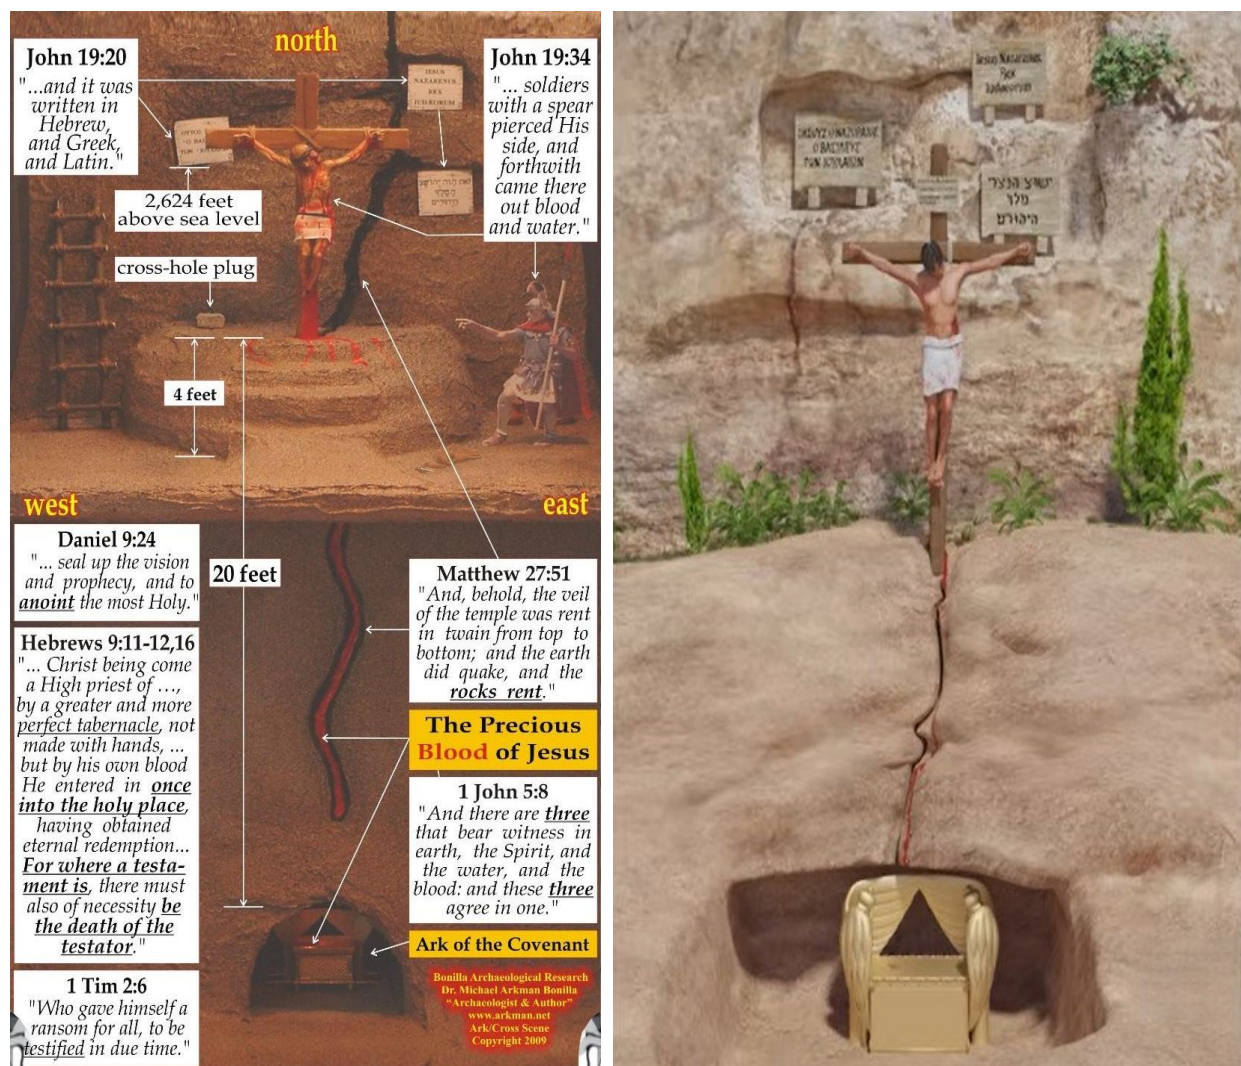 north
John 19:20
"...and it was
written in
Hebrew,
and Greek,
and Latin."
IESUS
NAZARENUS
REX
IUDÆORUM
John 19:34
"... soldiers
with a spear
pierced His
side, and
forthwith
came there
out blood
and water."
2,624 feet
above sea level
cross-hole plug
4 feet
west
east
20 feet
Daniel 9:24
"... seal up the vision
and prophecy, and to
anoint the most Holy."
Hebrews 9:11-12,16
"... Christ being come
a High priest of ...,
by a greater and more
perfect tabernacle, not
made with hands, ...
but by his own blood
He entered in once
into the holy place,
having obtained
eternal redemption...
For where a testa-
ment is, there must
also of necessity be
the death of the
testator."
1 Tim 2:6
"Who gave himself a
ransom for all, to be
testified in due time."
Matthew 27:51
"And, behold, the veil
of the temple was rent
in twain from top to
bottom; and the earth
did quake, and the
rocks rent."
The Precious
Blood of Jesus
1 John 5:8
"And there are three
that bear witness in
earth, the Spirit, and
the water, and the
blood: and these three
agree in one."
Ark of the Covenant
Bonilla Archaeological Research
Dr. Michael Arkman Bonilla
"Archaeologist & Author"
www.arkman.net
Ark/Cross Scene
Copyright 2009
Jesus Nazarenus
Rex
Iudaeorum
הנצרי
מלך